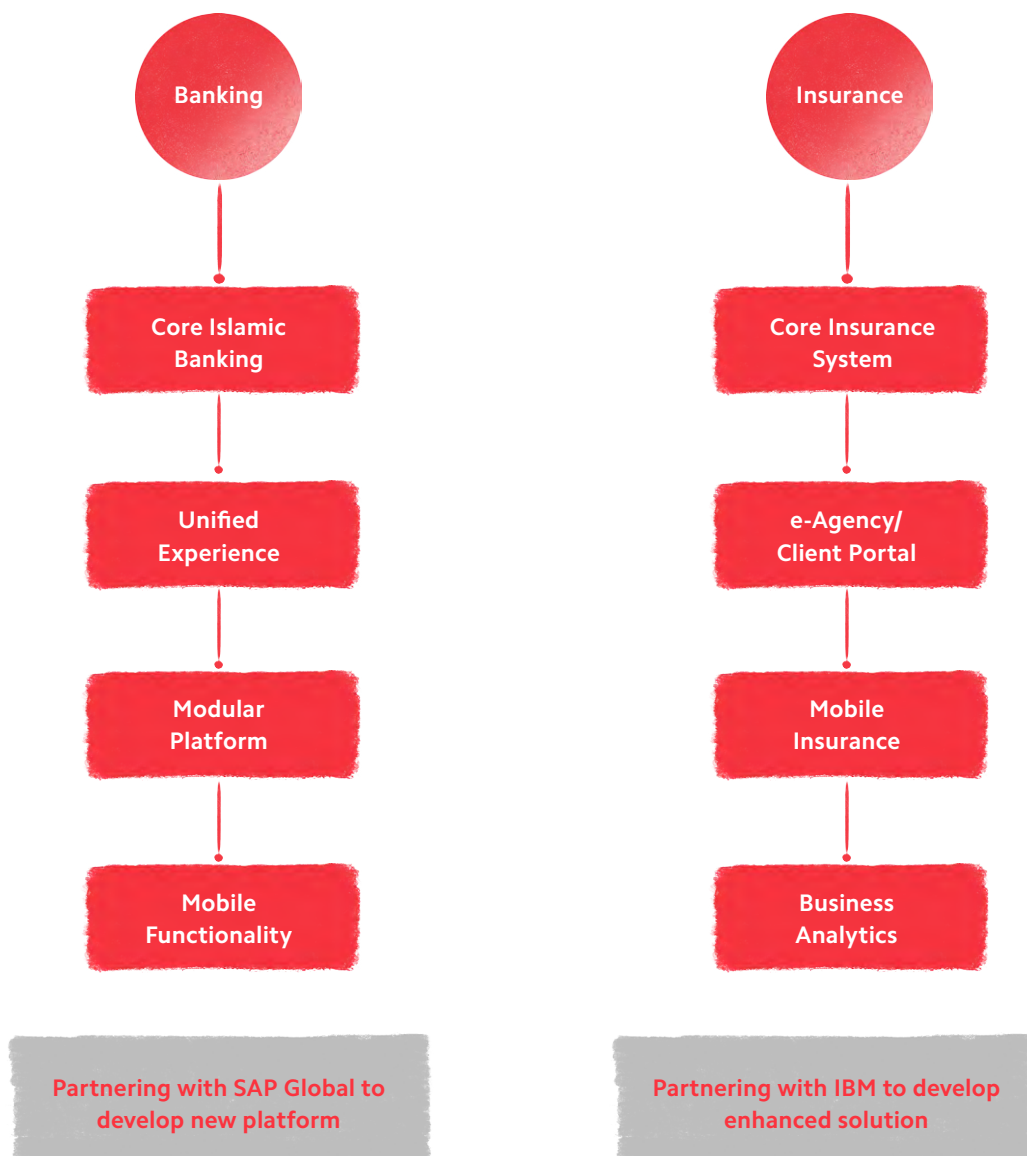 Banking
Core Islamic
Banking
Unified
Experience
Modular
Platform
Mobile
Functionality
Partnering with SAP Global to
develop new platform
Insurance
Core Insurance
System
e-Agency/
Client Portal
Mobile
Insurance
Business
Analytics
Partnering with IBM to develop
enhanced solution